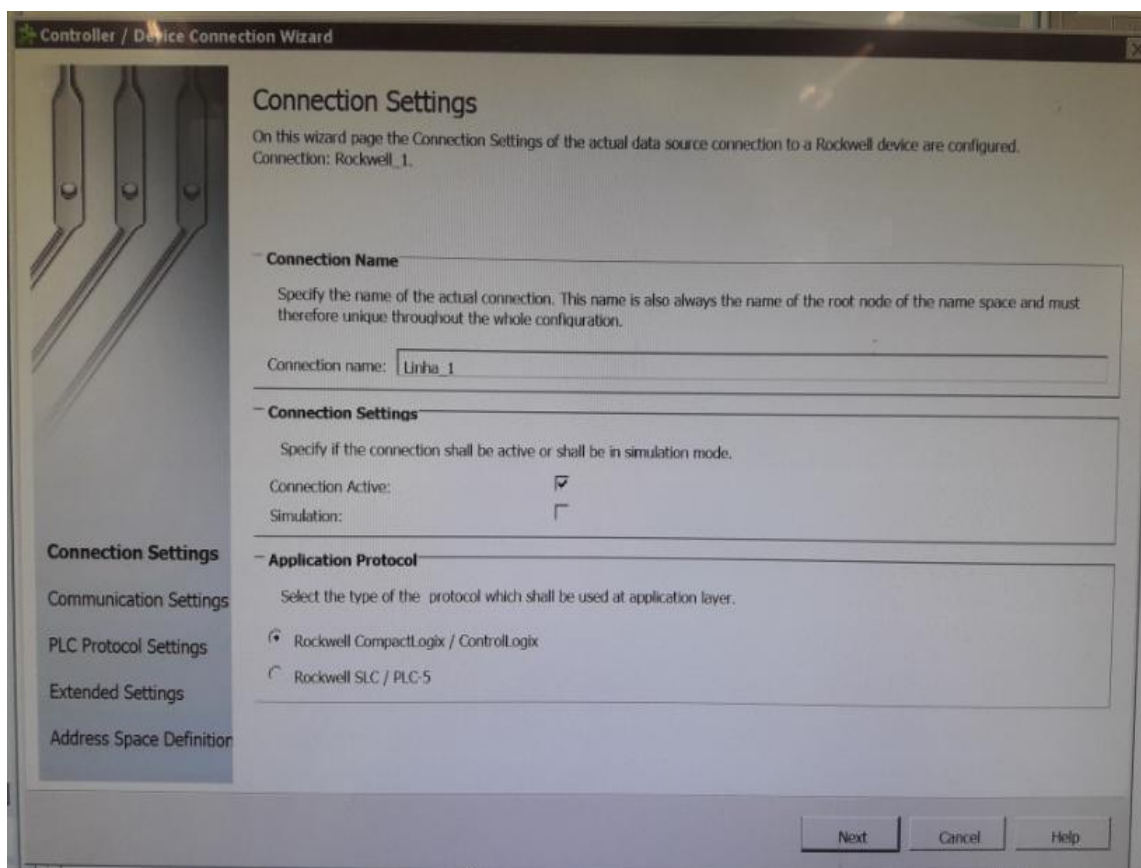 Controller / Device Connection Wizard
Connection Settings
On this wizard page the Connection Settings of the actual data source connection to a Rockwell device are configured.
Connection: Rockwell_1.
Connection Name
Specify the name of the actual connection. This name is also always the name of the root node of the name space and must
therefore unique throughout the whole configuration.
Connection name: Linha_1
Connection Settings
Specify if the connection shall be active or shall be in simulation mode.
Connection Active:
Simulation:
Application Protocol
Select the type of the protocol which shall be used at application layer.
Rockwell CompactLogix / ControlLogix
Rockwell SLC / PLC-5
Connection Settings
Communication Settings
PLC Protocol Settings
Extended Settings
Address Space Definition
Next
Cancel
Help